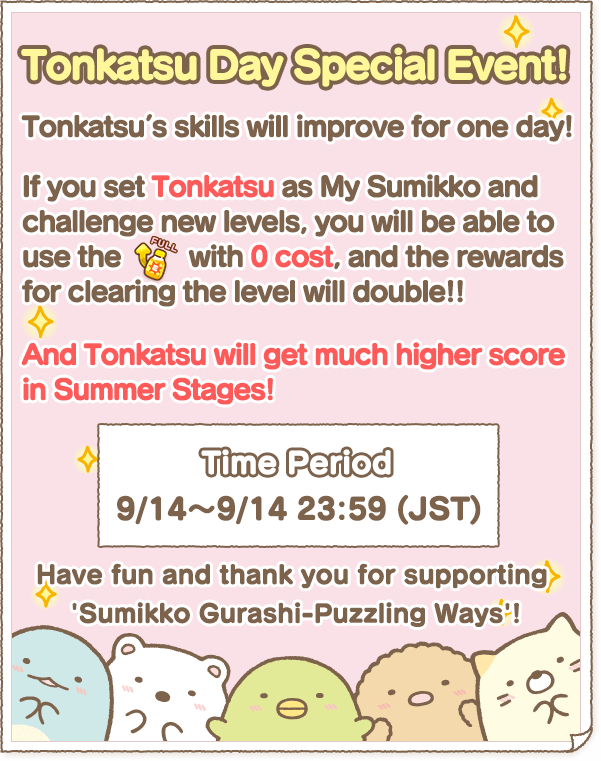 Tonkatsu Day Special Event!
Tonkatsu's skills will improve for one day!
If you set Tonkatsu as My Sumikko and
challenge new levels, you will be able to
use the FULL with 0 cost, and the rewards
for clearing the level will double!!
And Tonkatsu will get much higher score
in Summer Stages!
Time Period
9/14～9/14 23:59 (JST)
Have fun and thank you for supporting
'Sumikko Gurashi-Puzzling Ways'!